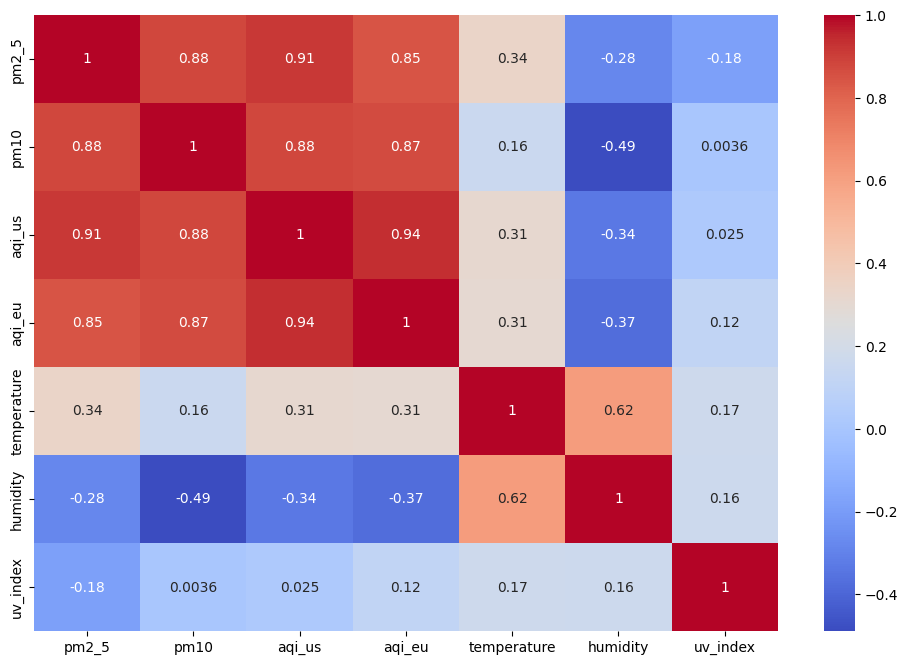 pm2_5 1 0.88 0.91 0.85 0.34 -0.28 -0.18
pm10 0.88 1 0.88 0.87 0.16 -0.49 0.0036
aqi_us 0.91 0.88 1 0.94 0.31 -0.34 0.025
aqi_eu 0.85 0.87 0.94 1 0.31 -0.37 0.12
temperature 0.34 0.16 0.31 0.31 1 0.62 0.17
humidity -0.28 -0.49 -0.34 -0.37 0.62 1 0.16
uv_index -0.18 0.0036 0.025 0.12 0.17 0.16 1
pm2_5 pm10 aqi_us aqi_eu temperature humidity uv_index
1.0
0.8
0.6
0.4
0.2
0.0
−0.2
−0.4